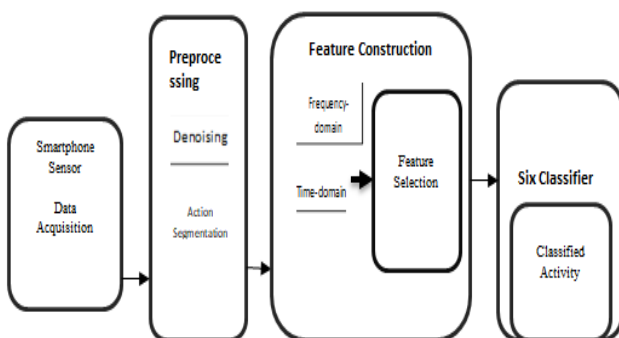 Smartphone
Sensor
Data
Acquisition
Preproce
ssing
Denoising
Action
Segmentation
Feature Construction
Frequency-
domain
Time-domain
Feature
Selection
Six Classifier
Classified
Activity